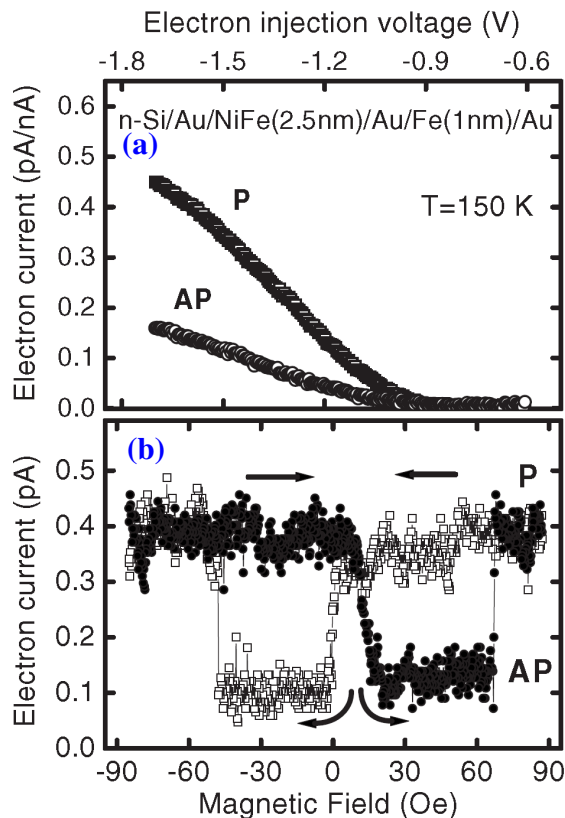 Electron injection voltage (V)
-1.8 -1.5 -1.2 -0.9 -0.6
n-Si/Au/NiFe(2.5nm)/Au/Fe(1nm)/Au
(a)
P
T=150 K
AP
0.6
0.5
0.4
0.3
0.2
0.1
0.0
Electron current (pA/nA)
(b)
P
AP
0.5
0.4
0.3
0.2
0.1
0.0
Electron current (pA)
-90 -60 -30 0 30 60 90
Magnetic Field (Oe)